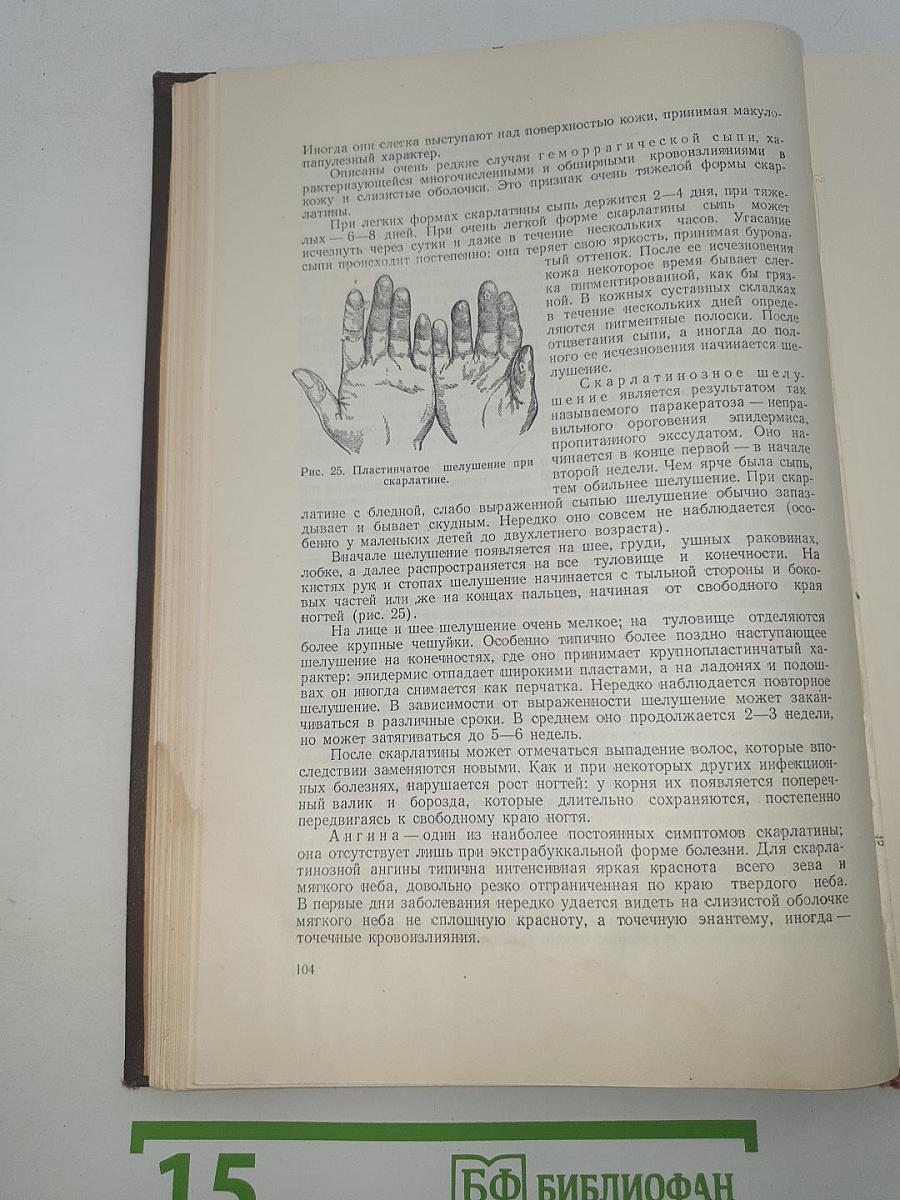 Иногда они слегка выступают над поверхностью кожи, принимая макуло-
папулезный характер.
Описаны очень редкие случаи геморрагической сыпи, ха-
рактеризующейся многочисленными и обширными кровоизлияниями в
кожу и слизистые оболочки. Это признак очень тяжелой формы скар-
латины.
При легких формах скарлатины сыпь держится 2—4 дня, при тяже-
лых — 6—8 дней. При очень легкой форме скарлатины сыпь может
исчезнуть через сутки и даже в течение нескольких часов. Угасание
сыпи происходит постепенно: она теряет свою яркость, принимая бурова-
тый оттенок. После ее исчезновения
кожа некоторое время бывает слег-
ка пигментированной, как бы гряз-
ной. В кожных суставных складках
в течение нескольких дней опреде-
ляются пигментные полоски. После
отцветания сыпи, а иногда до пол-
ного ее исчезновения начинается ше-
лушение.
Скарлатинозное шелу-
шение является результатом так
называемого паракератоза — непра-
вильного ороговения эпидермиса,
пропитанного экссудатом. Оно на-
чинается в конце первой — в начале
второй недели. Чем ярче была сыпь,
тем обильнее шелушение. При скар-
Рис. 25. Пластинчатое шелушение при
скарлатине.
латине с бледной, слабо выраженной сыпью шелушение обычно запаз-
дывает и бывает скудным. Нередко оно совсем не наблюдается (осо-
бенно у маленьких детей до двухлетнего возраста).
Вначале шелушение появляется на шее, груди, ушных раковинах,
лобке, а далее распространяется на все туловище и конечности. На
кистях рук и стопах шелушение начинается с тыльной стороны и боко-
вых частей или же на концах пальцев, начиная от свободного края
ногтей (рис. 25).
На лице и шее шелушение очень мелкое; на туловище отделяются
более крупные чешуйки. Особенно типично более поздно наступающее
шелушение на конечностях, где оно принимает крупнопластинчатый ха-
рактер: эпидермис отпадает широкими пластами, а на ладонях и подош-
вах он иногда снимается как перчатка. Нередко наблюдается повторное
шелушение. В зависимости от выраженности шелушение может закан-
чиваться в различные сроки. В среднем оно продолжается 2—3 недели,
но может затягиваться до 5—6 недель.
После скарлатины может отмечаться выпадение волос, которые впо-
следствии заменяются новыми. Как и при некоторых других инфекцион-
ных болезнях, нарушается рост ногтей: у корня их появляется попереч-
ный валик и борозда, которые длительно сохраняются, постепенно
передвигаясь к свободному краю ногтя.
Ангина — один из наиболее постоянных симптомов скарлатины;
она отсутствует лишь при экстрабуккальной форме болезни. Для скарла-
тинозной ангины типична интенсивная яркая краснота всего зева и
мягкого неба, довольно резко отграниченная по краю твердого неба.
В первые дни заболевания нередко удается видеть на слизистой оболочке
мягкого неба не сплошную красноту, а точечную энантему, иногда —
точечные кровоизлияния.
104
15
БФ БИБЛИОФАН